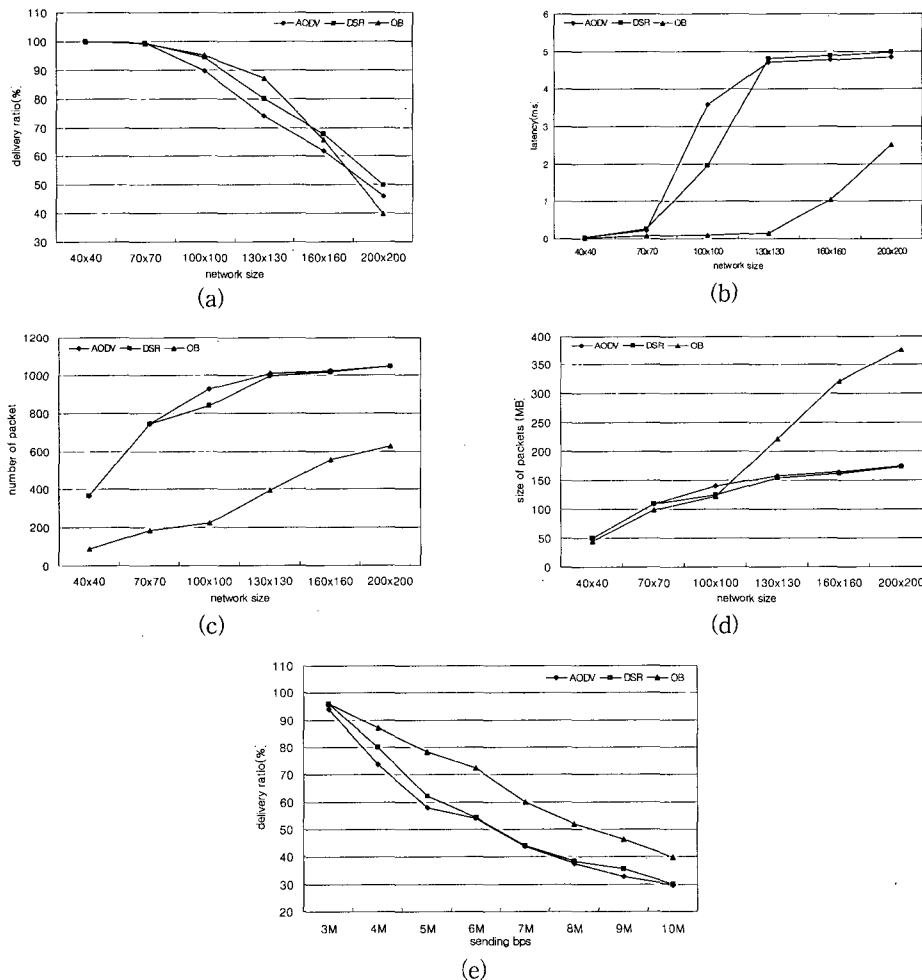 AODV DSR OB
110
100
90
80
70
60
50
40
30
delivery ratio(%)
40x40 70x70 100x100 130x130 160x160 200x200
network size
(a)
AODV DSR OB
6
5
4
3
2
1
0
latency(ms)
40x40 70x70 100x100 130x130 160x160 200x200
network size
(b)
AODV DSR OB
1200
1000
800
600
400
200
0
number of packet
40x40 70x70 100x100 130x130 160x160 200x200
network size
(c)
AODV DSR OB
400
350
300
250
200
150
100
50
0
size of packets (MB)
40x40 70x70 100x100 130x130 160x160 200x200
network size
(d)
AODV DSR OB
110
100
90
80
70
60
50
40
30
20
delivery ratio(%)
3M 4M 5M 6M 7M 8M 9M 10M
sending bps
(e)